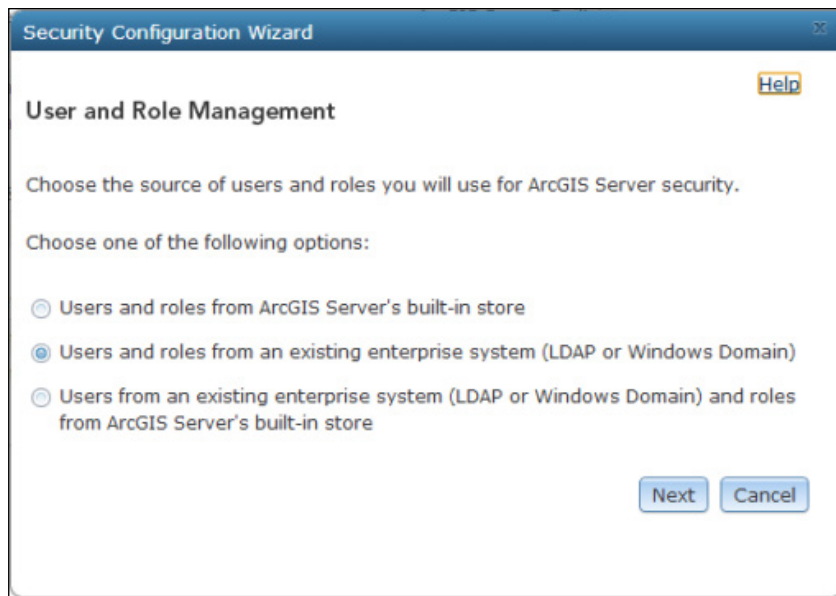 Security Configuration Wizard
Help
User and Role Management
Choose the source of users and roles you will use for ArcGIS Server security.
Choose one of the following options:
Users and roles from ArcGIS Server's built-in store
Users and roles from an existing enterprise system (LDAP or Windows Domain)
Users from an existing enterprise system (LDAP or Windows Domain) and roles
from ArcGIS Server's built-in store
Next Cancel